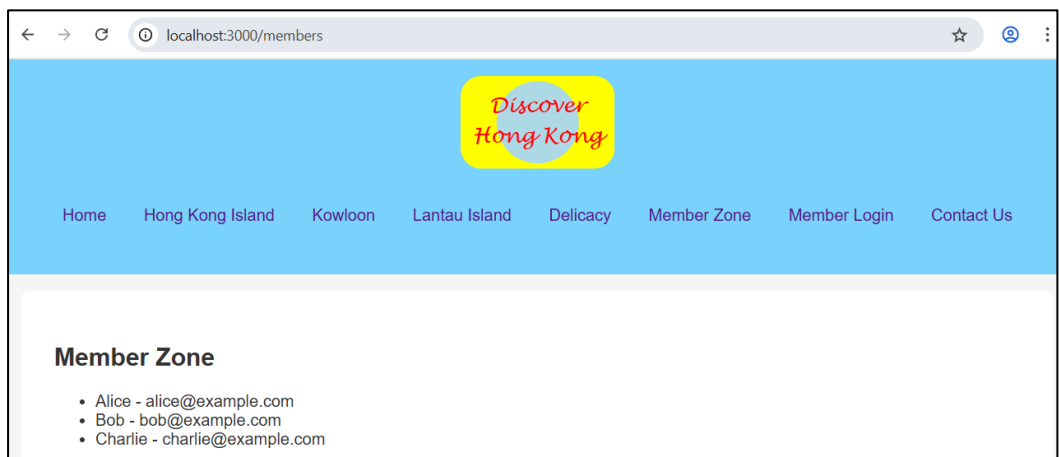 localhost:3000/members
Discover
Hong Kong
Home Hong Kong Island Kowloon Lantau Island Delicacy Member Zone Member Login Contact Us
Member Zone
• Alice - alice@example.com
• Bob - bob@example.com
• Charlie - charlie@example.com